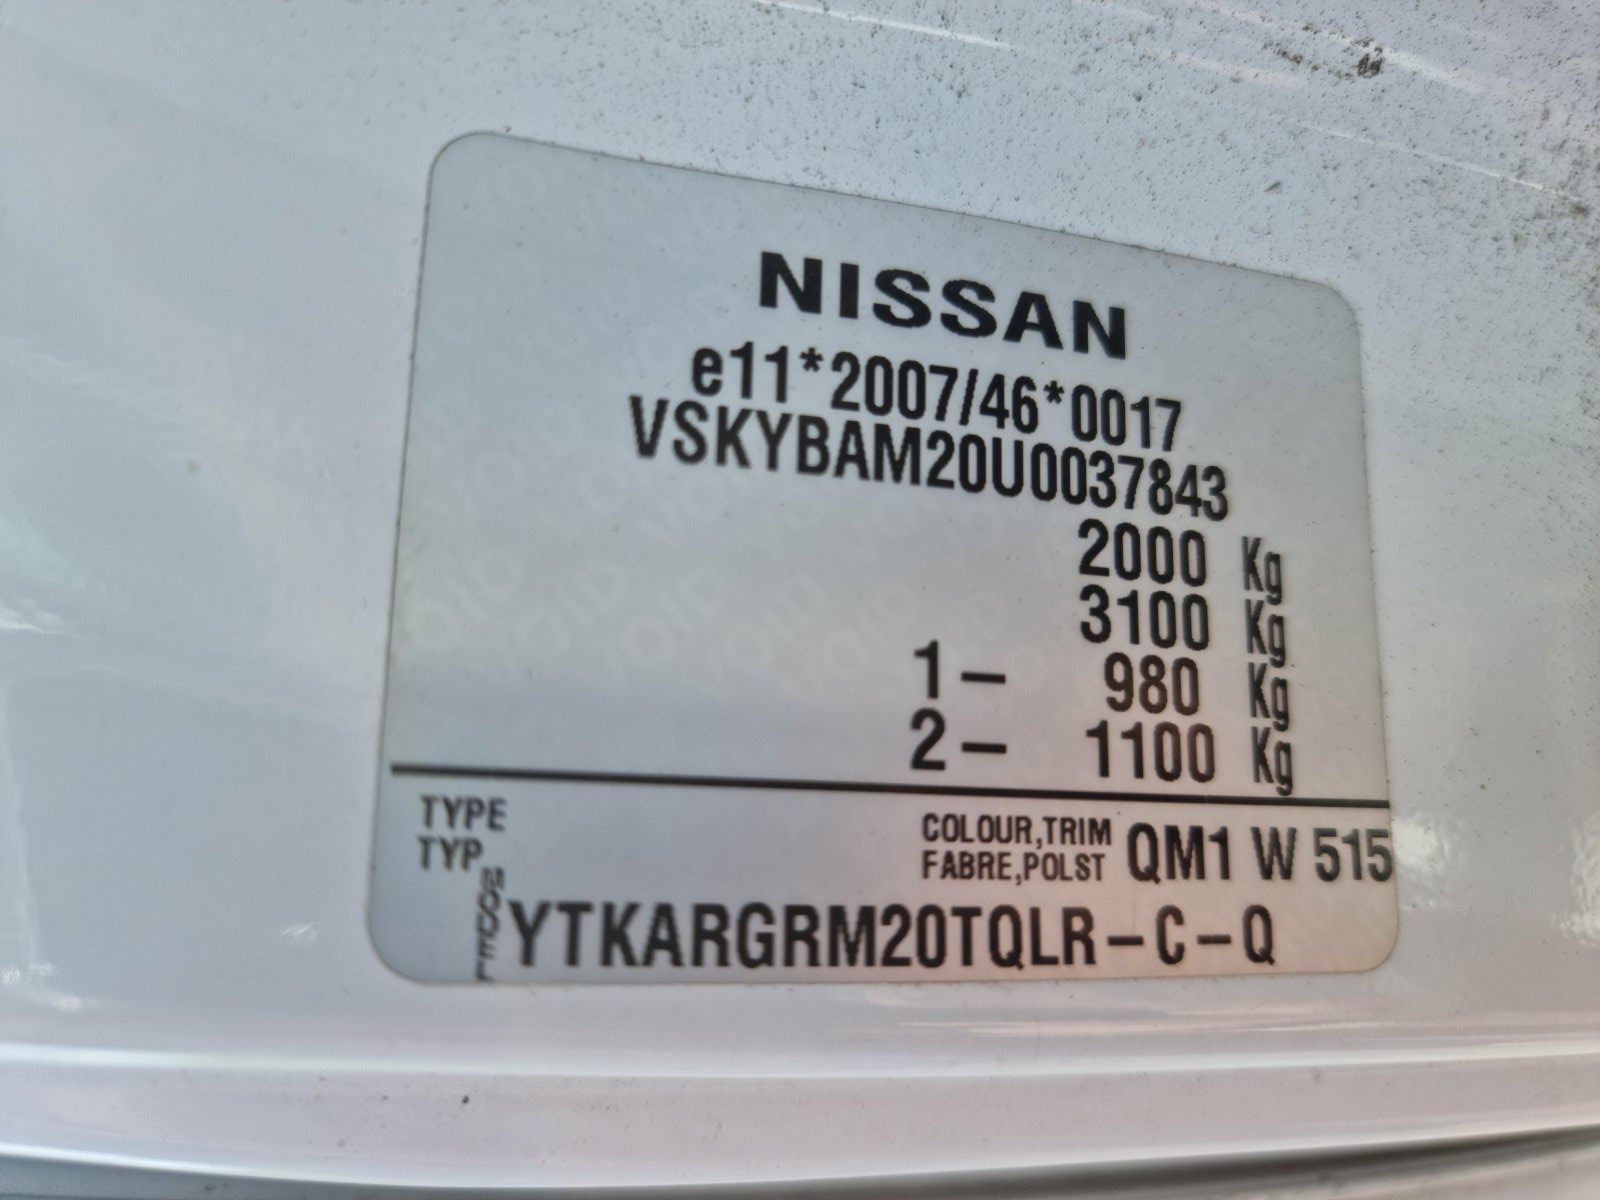 NISSAN
e11*2007/46*0017
VSKYBAM20U0037843
2000 Kg
3100 Kg
1 – 980 Kg
2 – 1100 Kg
TYPE
TYP
COLOUR,TRIM
FABRE,POLST
QM1 W 515
YTKARGRM20TQLR–C–Q